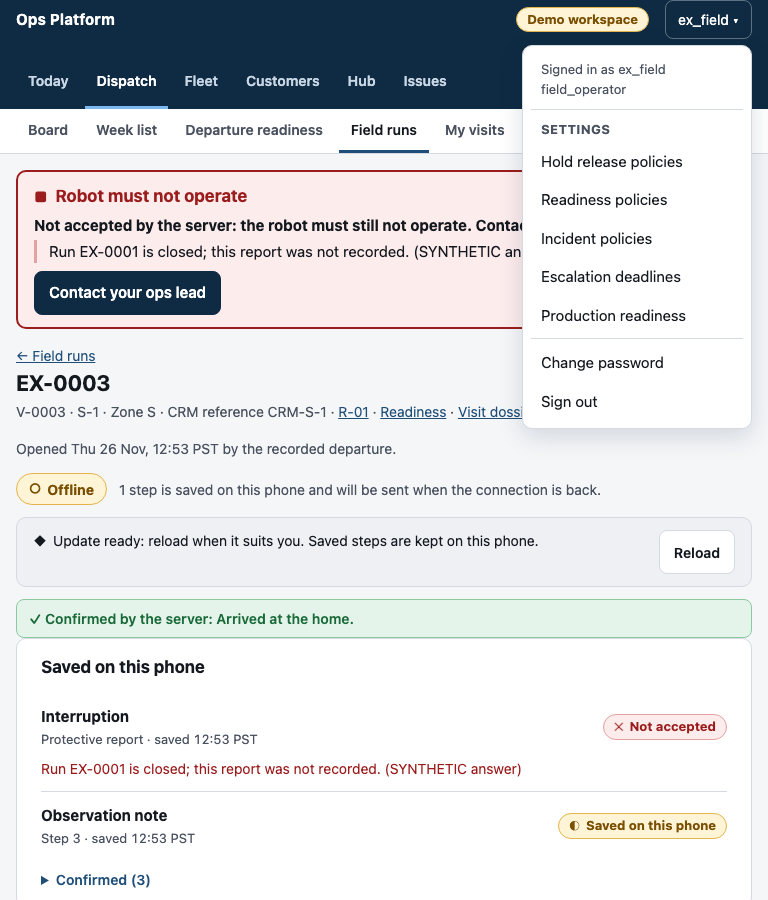 Ops Platform
Demo workspace
ex_field ▾
Today
Dispatch
Fleet
Customers
Hub
Issues
Board
Week list
Departure readiness
Field runs
My visits
Signed in as ex_field
field_operator
SETTINGS
Hold release policies
Readiness policies
Incident policies
Escalation deadlines
Production readiness
Change password
Sign out
Robot must not operate
Not accepted by the server: the robot must still not operate.
Run EX-0001 is closed; this report was not recorded. (SYNTHETIC
Contact your ops lead
← Field runs
EX-0003
V-0003 · S-1 · Zone S · CRM reference CRM-S-1 · R-01 · Readiness · Visit
Opened Thu 26 Nov, 12:53 PST by the recorded departure.
Offline
1 step is saved on this phone and will be sent when the connection is back.
Update ready: reload when it suits you. Saved steps are kept on this phone.
Reload
✓ Confirmed by the server: Arrived at the home.
Saved on this phone
Interruption
Protective report · saved 12:53 PST
✕ Not accepted
Run EX-0001 is closed; this report was not recorded. (SYNTHETIC answer)
Observation note
Step 3 · saved 12:53 PST
Saved on this phone
Confirmed (3)